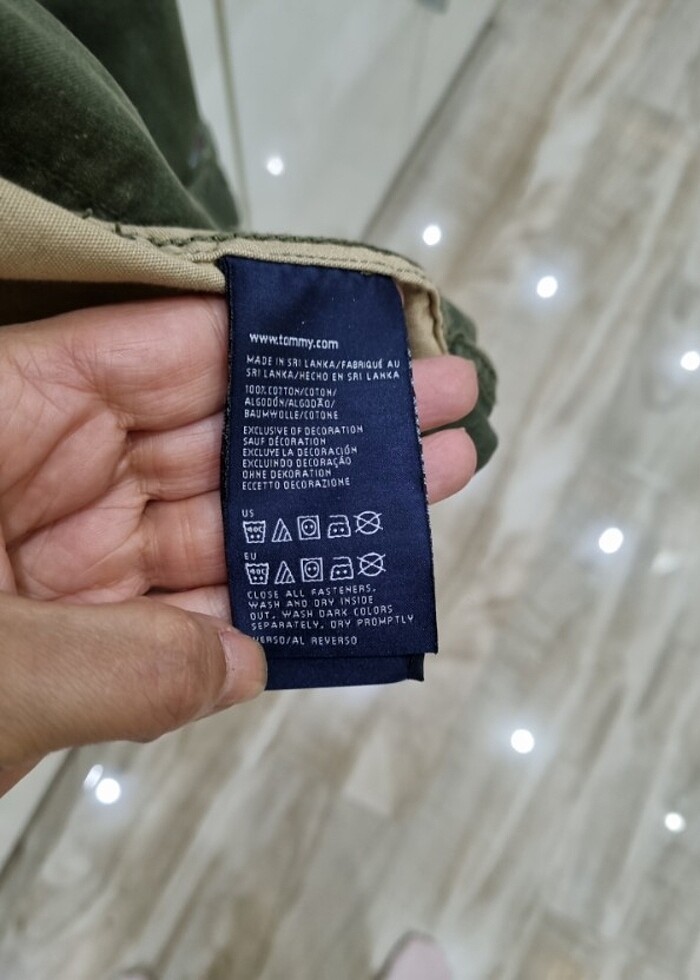 www.tommy.com
MADE IN SRI LANKA/FABRIQUÉ AU
SRI LANKA/HECHO EN SRI LANKA
100% COTTON/COTON/
ALGODÓN/ALGODÃO/
BAUMWOLLE/COTONE
EXCLUSIVE OF DECORATION
SAUF DÉCORATION
EXCLUYE LA DECORACIÓN
EXCLUINDO DECORAÇÃO
OHNE DEKORATION
ECCETTO DECORAZIONE
US
EU
CLOSE ALL FASTENERS.
WASH AND DRY INSIDE
OUT. WASH DARK COLORS
SEPARATELY. DRY PROMPTLY
VERSO/AL REVERSO